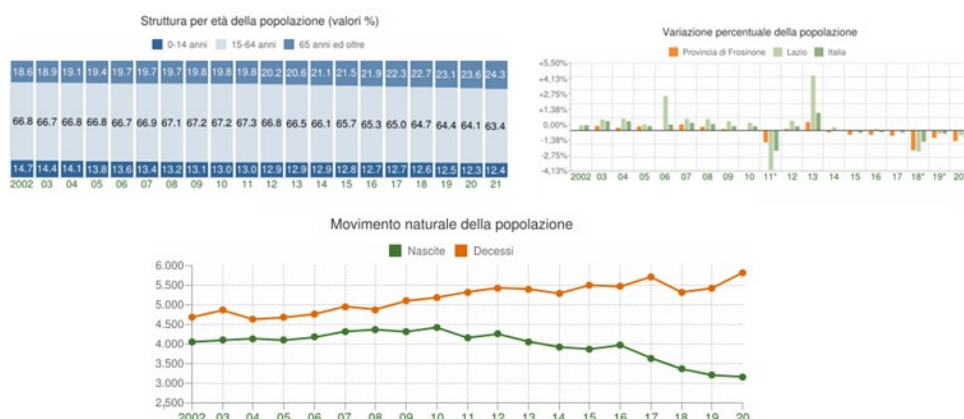 Struttura per età della popolazione (valori %)
0-14 anni 15-64 anni 65 anni ed oltre
18.6 18.9 19.1 19.4 19.7 19.7 19.7 19.8 19.8 19.8 20.2 20.6 21.1 21.5 21.9 22.3 22.7 23.1 23.6 24.3
66.8 66.7 66.8 66.8 66.7 66.9 67.1 67.2 67.2 67.3 66.8 66.5 66.1 65.7 65.3 65.0 64.7 64.4 64.1 63.4
14.7 14.4 14.1 13.8 13.6 13.4 13.2 13.1 13.0 13.0 12.9 12.9 12.9 12.8 12.7 12.7 12.6 12.5 12.3 12.4
2002 03 04 05 06 07 08 09 10 11 12 13 14 15 16 17 18 19 20 21
Variazione percentuale della popolazione
Provincia di Frosinone Lazio Italia
+5,50%
+4,13
+2,75%
+1,38%
0,00%
-1,38%
-2,75%
-4,13%
2002 03 04 05 06 07 08 09 10 11* 12 13 14 15 16 17 18* 19* 20
Movimento naturale della popolazione
Nascite Decessi
6.000
5.500
5.000
4.500
4.000
3.500
3.000
2,500
2002 03 04 05 06 07 08 09 10 11 12 13 14 15 16 17 18 19 20